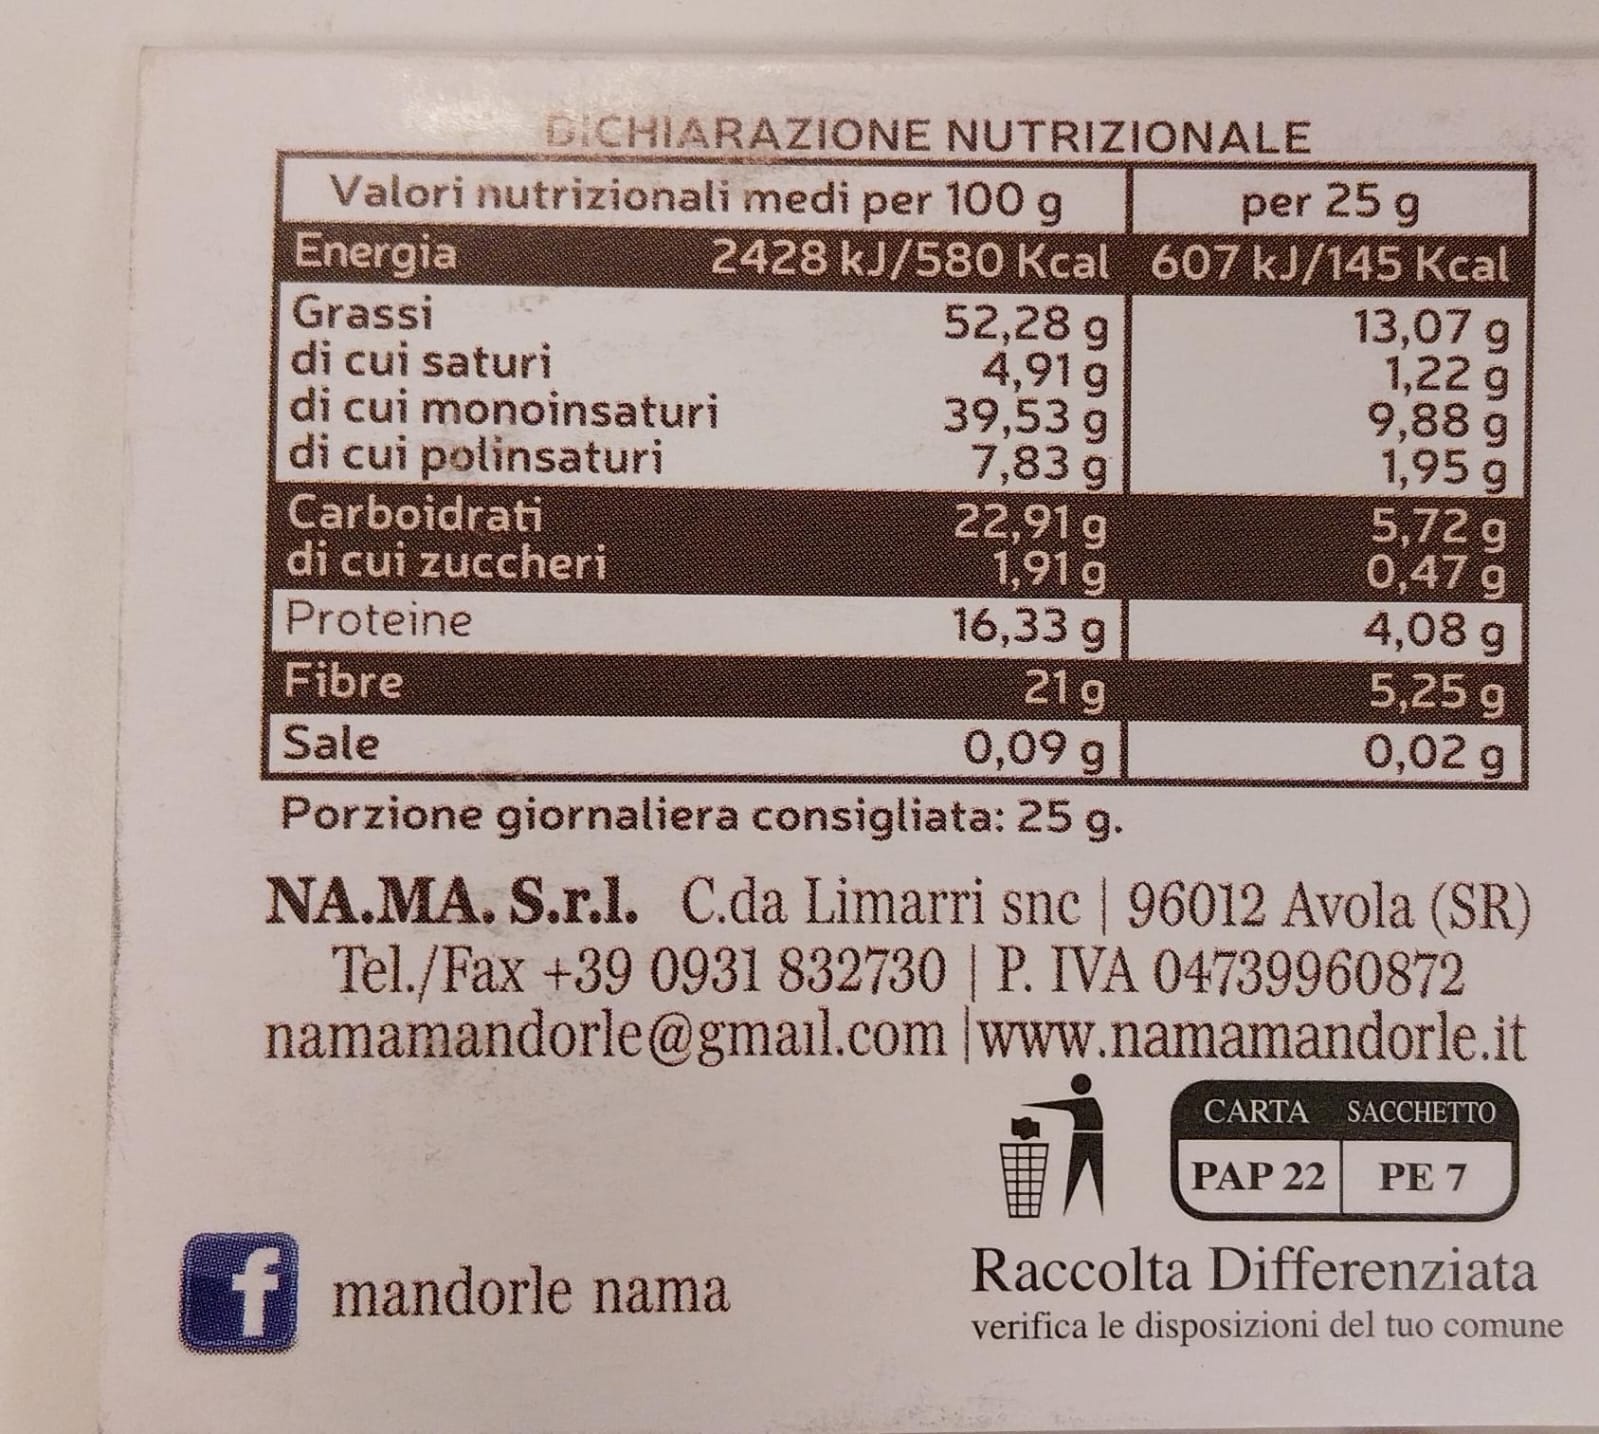 DICHIARAZIONE NUTRIZIONALE
Valori nutrizionali medi per 100 g per 25 g
Energia 2428 kJ/580 Kcal 607 kJ/145 Kcal
Grassi 52,28 g 13,07 g
di cui saturi 4,91 g 1,22 g
di cui monoinsaturi 39,53 g 9,88 g
di cui polinsaturi 7,83 g 1,95 g
Carboidrati 22,91 g 5,72 g
di cui zuccheri 1,91 g 0,47 g
Proteine 16,33 g 4,08 g
Fibre 21 g 5,25 g
Sale 0,09 g 0,02 g
Porzione giornaliera consigliata: 25 g.
NA.MA. S.r.l. C.da Limarri snc | 96012 Avola (SR)
Tel./Fax +39 0931 832730 | P. IVA 04739960872
namamandorle@gmail.com |www.namamandorle.it
CARTA SACCHETTO
PAP 22 PE 7
f mandorle nama
Raccolta Differenziata
verifica le disposizioni del tuo comune